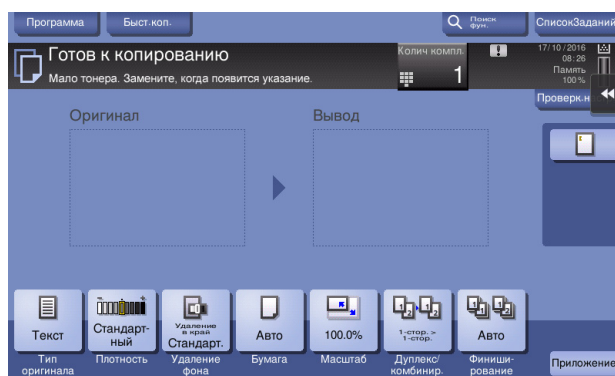 Программа
Быст.коп.
Поиск
фун.
СписокЗаданий
Готов к копированию
Мало тонера. Замените, когда появится указание.
Колич компл.
1
17/10/2016
08:26
Память
100%
Оригинал
Вывод
Текст
Стандарт-
ный
Удаление
в край
Стандарт.
Авто
100.0%
1-стор. >
1-стор.
Авто
Тип
оригинала
Плотность
Удаление
фона
Бумага
Масштаб
Дуплекс/
комбинир.
Финиши-
рование
Приложение